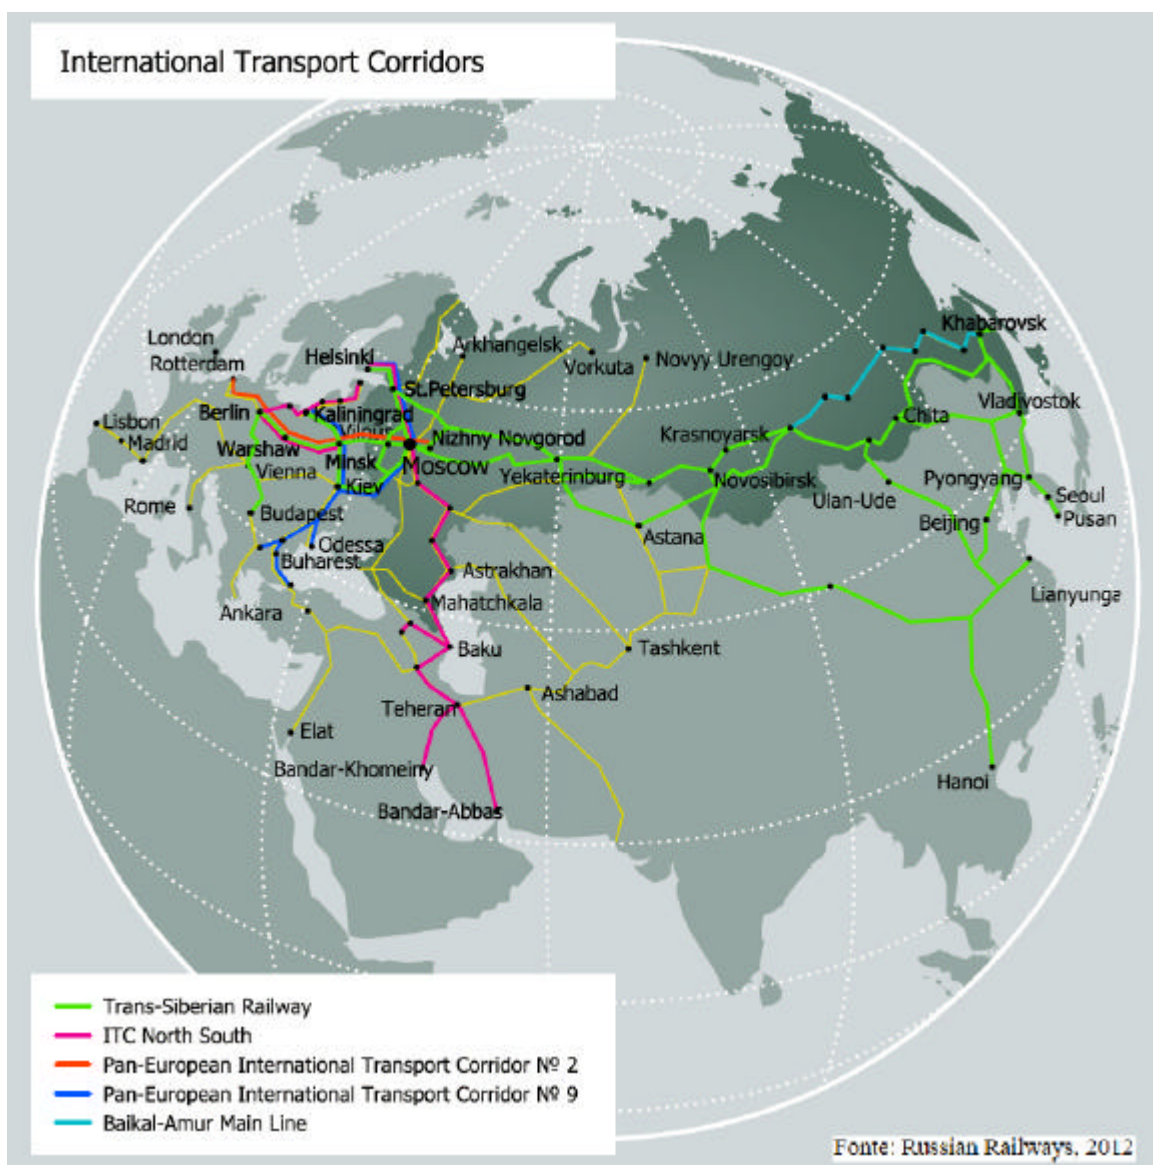 International Transport Corridors
London
Rotterdam
Helsinki
Arkhangelsk
Vorkuta
Novyy Urengoy
Khabarovsk
St.Petersburg
Lisbon
Madrid
Berlin
Kaliningrad
Vilnus
Nizhny Novgorod
Krasnoyarsk
Chita
Vladivostok
Warshaw
Vienna
Minsk
Moscow
Kiev
Yekaterinburg
Novosibirsk
Ulan-Ude
Pyongyang
Seoul
Pusan
Rome
Budapest
Odessa
Buharest
Astana
Beijing
Astrakhan
Lianyunga
Ankara
Mahatchkala
Baku
Tashkent
Teheran
Ashabad
Elat
Bandar-Khomeiny
Bandar-Abbas
Hanoi
Trans-Siberian Railway
ITC North South
Pan-European International Transport Corridor № 2
Pan-European International Transport Corridor № 9
Baikal-Amur Main Line
Fonte: Russian Railways, 2012